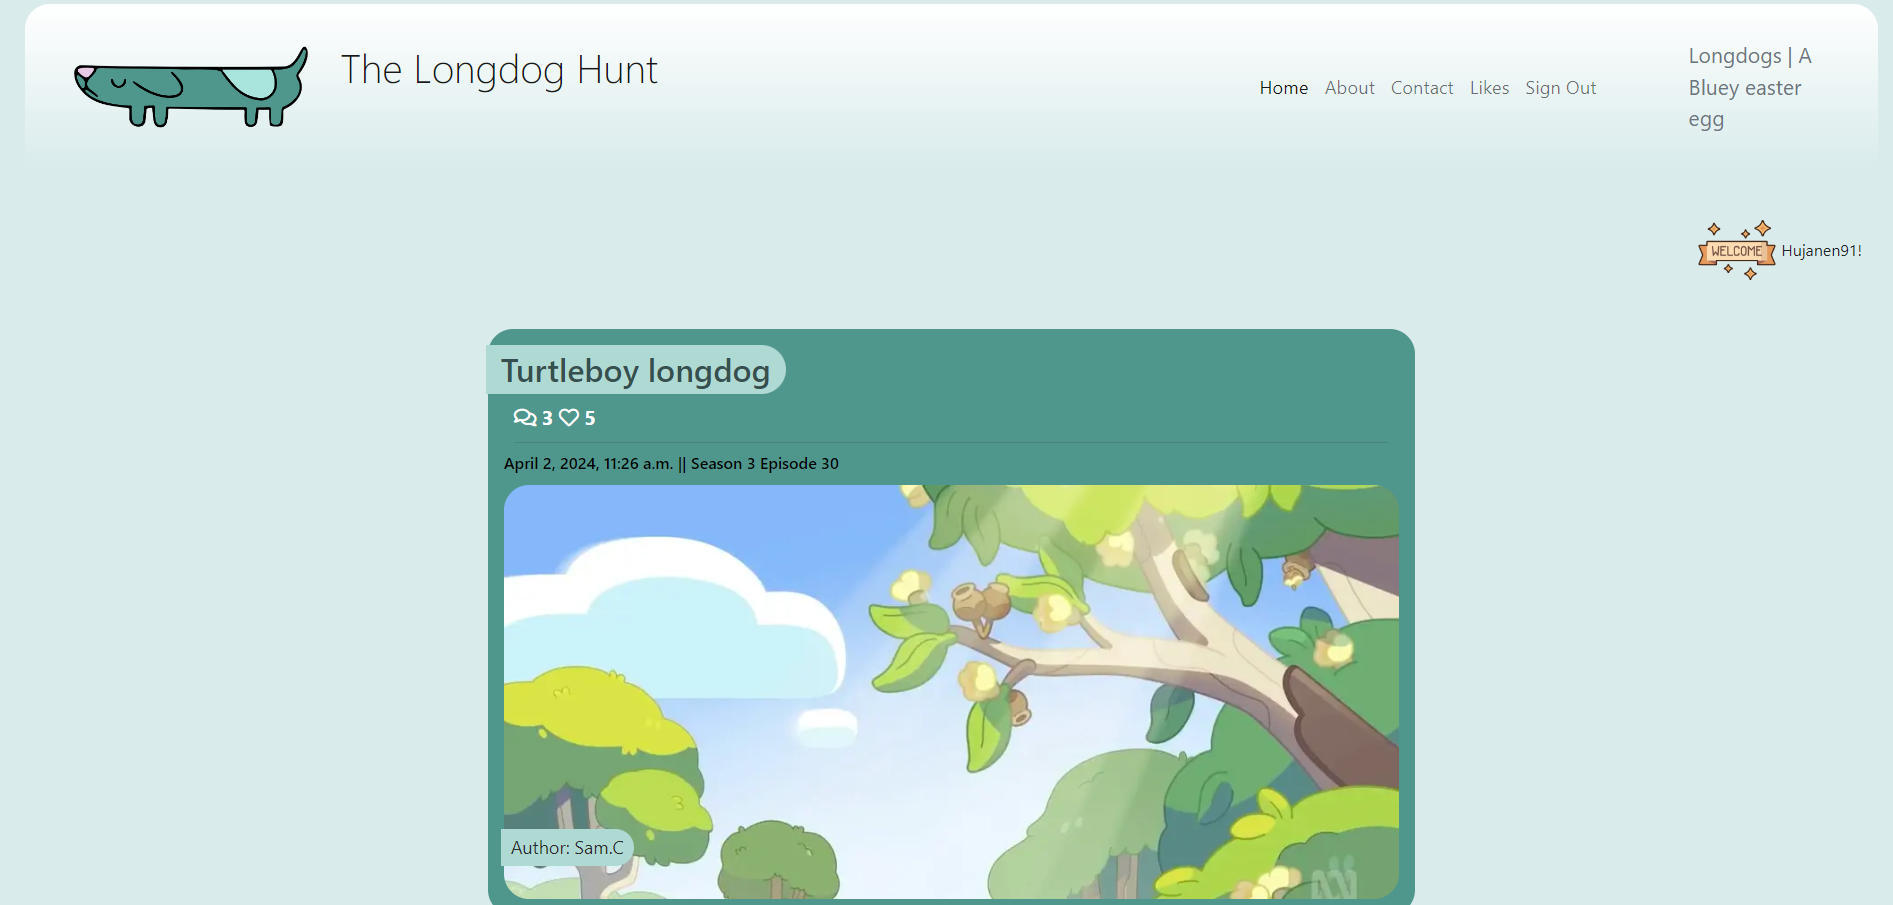 The Longdog Hunt
Home About Contact Likes Sign Out
Longdogs | A
Bluey easter
egg
WELCOME Hujanen91!
Turtleboy longdog
3 5
April 2, 2024, 11:26 a.m. || Season 3 Episode 30
Author: Sam.C